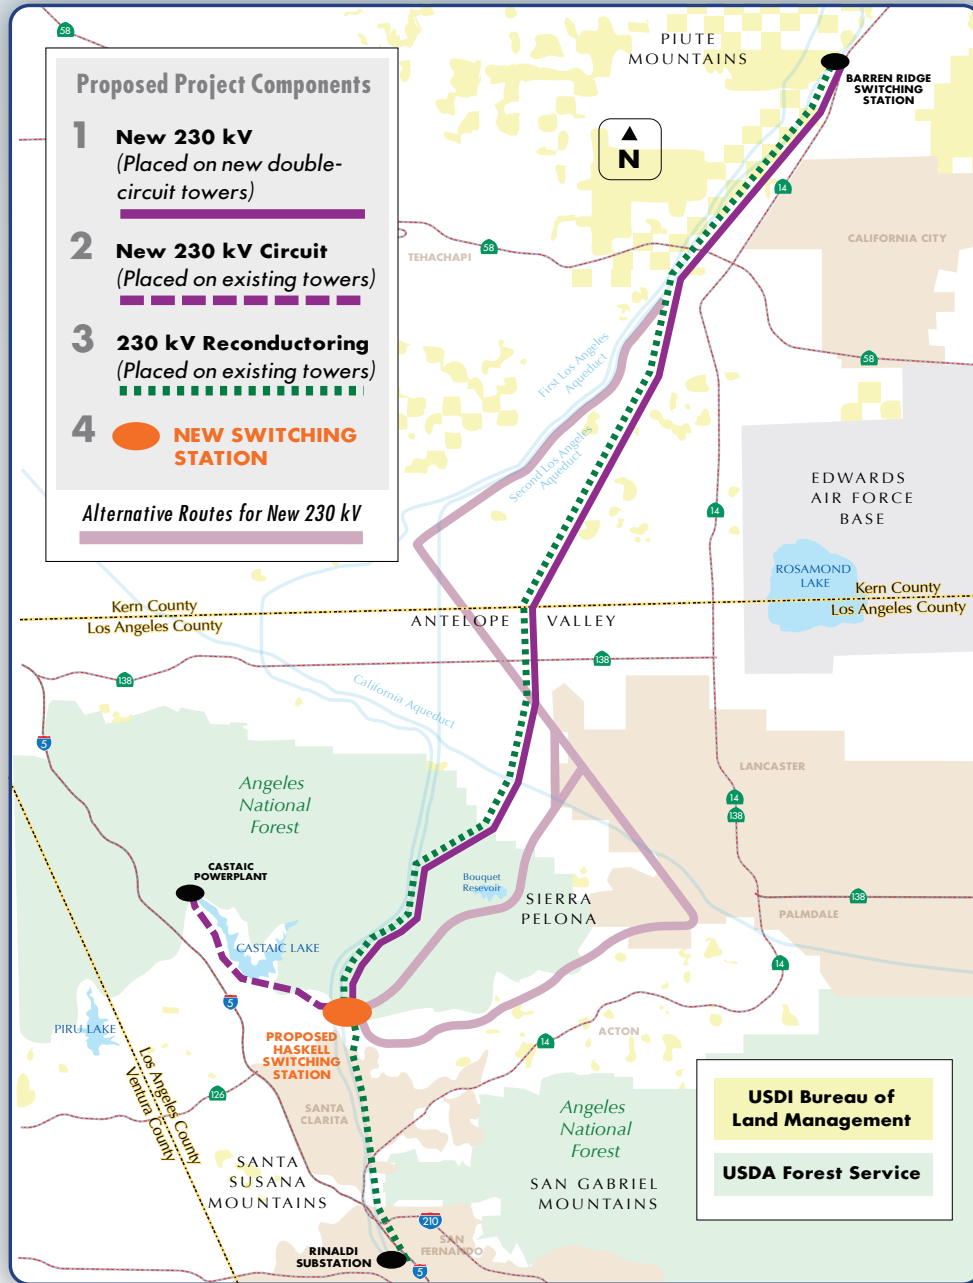 58
Proposed Project Components
1
New 230 kV
(Placed on new double-
circuit towers)
2
New 230 kV Circuit
(Placed on existing towers)
3
230 kV Reconductoring
(Placed on existing towers)
4
NEW SWITCHING
STATION
Alternative Routes for New 230 kV
PIUTE
MOUNTAINS
BARREN RIDGE
SWITCHING
STATION
N
14
CALIFORNIA CITY
58
TEHACHAPI
First Los Angeles
Aqueduct
58
Second Los Angeles
Aqueduct
EDWARDS
AIR FORCE
BASE
14
ROSAMOND
LAKE
Kern County
Los Angeles County
Kern County
Los Angeles County
ANTELOPE VALLEY
138
138
California Aqueduct
5
LANCASTER
Angeles
National
Forest
14
138
CASTAIC
POWERPLANT
Bouquet
Resevoir
SIERRA
PELONA
138
PALMDALE
CASTAIC LAKE
14
5
PIRU LAKE
PROPOSED
HASKELL
SWITCHING
STATION
ACTON
14
Los Angeles County
Ventura County
126
SANTA
CLARITA
Angeles
National
Forest
USDI Bureau of
Land Management
USDA Forest Service
SANTA
SUSANA
MOUNTAINS
SAN GABRIEL
MOUNTAINS
210
SAN
FERNANDO
RINALDI
SUBSTATION
5